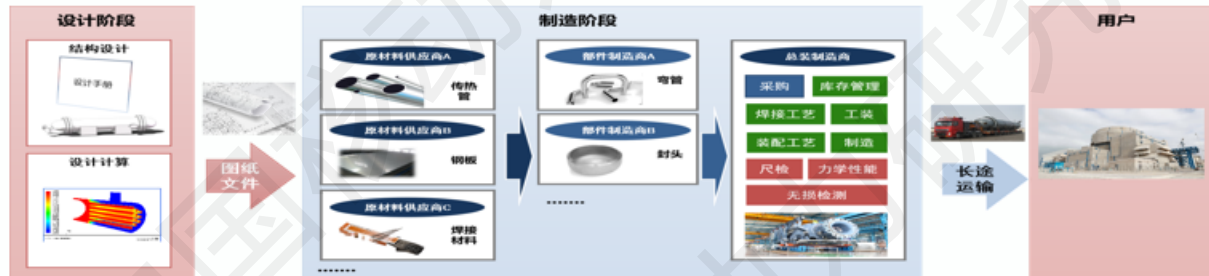 设计阶段
结构设计
设计手册
设计计算
图纸
文件
制造阶段
原材料供应商A
传热
管
原材料供应商B
钢板
原材料供应商C
焊接
材料
.......
部件制造商A
弯管
部件制造商B
封头
.......
总装制造商
采购
库存管理
焊接工艺
工装
装配工艺
制造
尺检
力学性能
无损检测
长途
运输
用户